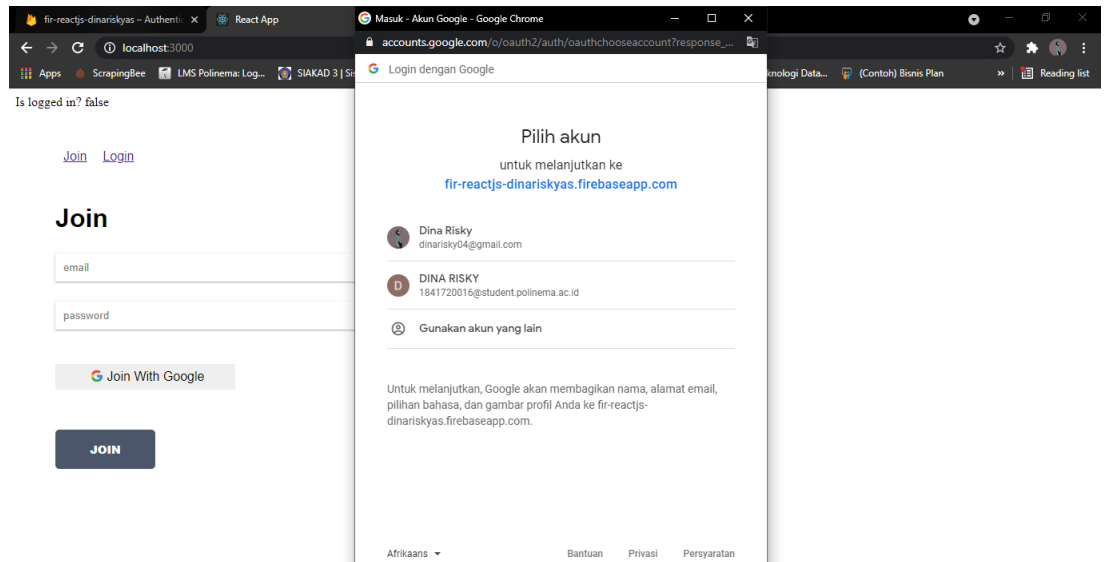 fir-reactjs-dinariskyas – Authentic
React App
localhost:3000
Apps
ScrapingBee
LMS Polinema: Log...
SIAKAD 3 | Sis
Is logged in? false
Join
Login
Join
email
password
Join With Google
JOIN
Masuk - Akun Google - Google Chrome
accounts.google.com/o/oauth2/auth/oauthchooseaccount?response_...
Login dengan Google
Pilih akun
untuk melanjutkan ke
fir-reactjs-dinariskyas.firebaseapp.com
Dina Risky
dinarisky04@gmail.com
D
DINA RISKY
1841720016@student.polinema.ac.id
Gunakan akun yang lain
Untuk melanjutkan, Google akan membagikan nama, alamat email,
pilihan bahasa, dan gambar profil Anda ke fir-reactjs-
dinariskyas.firebaseapp.com.
Afrikaans
Bantuan
Privasi
Persyaratan
knologi Data...
(Contoh) Bisnis Plan
»
Reading list